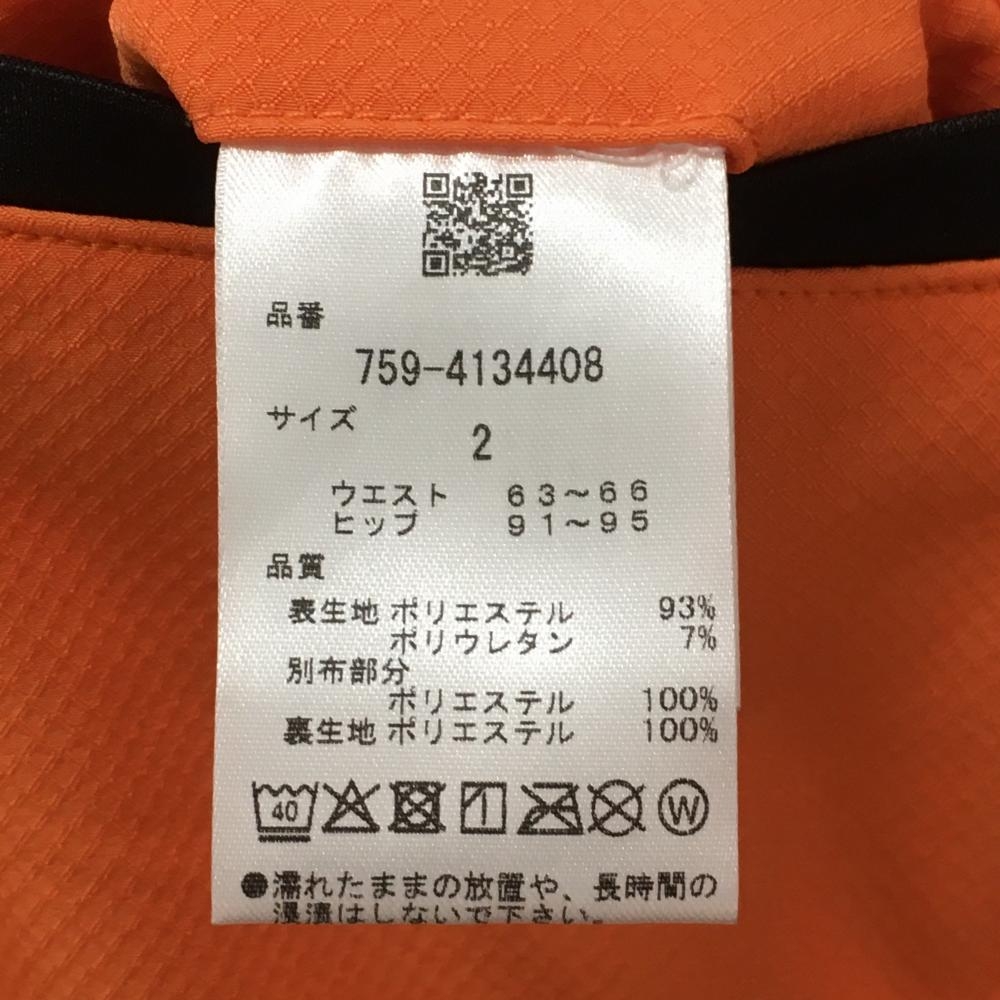 品番
759-4134408
サイズ
2
ウエスト 63～66
ヒップ 91～95
品質
表生地 ポリエステル 93%
ポリウレタン 7%
別布部分
ポリエステル 100%
裏生地 ポリエステル 100%
40 W
●濡れたままの放置や、長時間の
浸漬はしないで下さい。